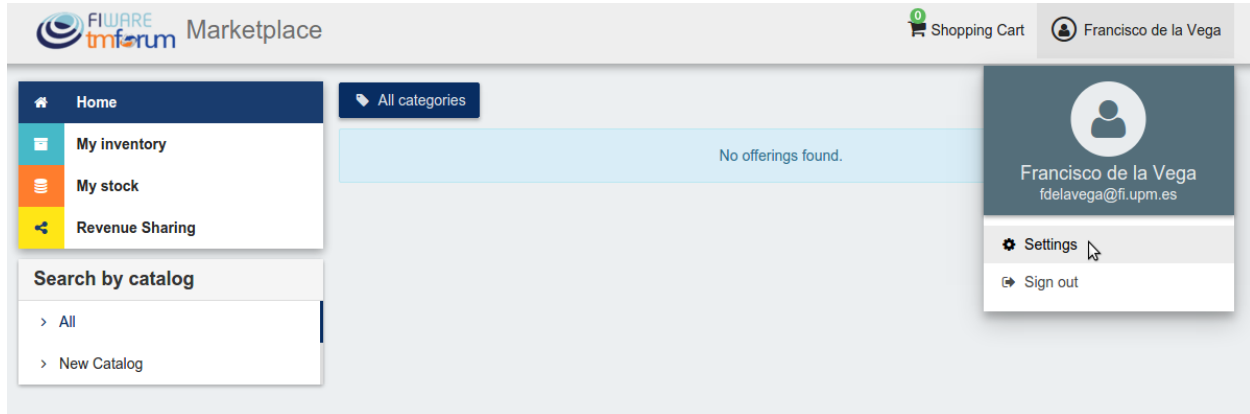 FIWARE
tmforum
Marketplace
0
Shopping Cart
Francisco de la Vega
Home
My inventory
My stock
Revenue Sharing
Search by catalog
All
New Catalog
All categories
No offerings found.
Francisco de la Vega
fdelavega@fi.upm.es
Settings
Sign out